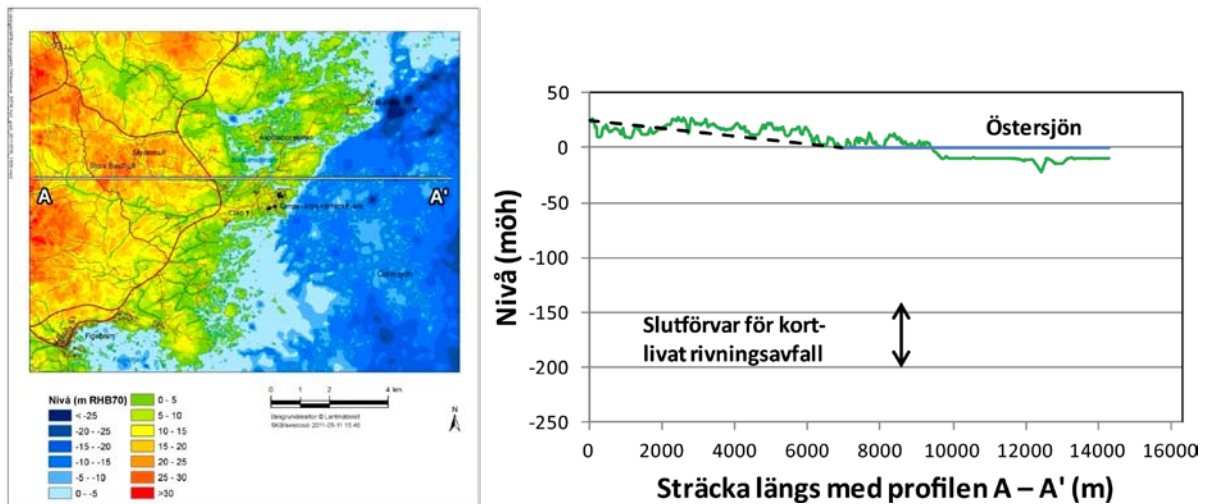 A
A'
Figeholm
Östersjön
Nivå (m RHB70)
< -25
-20 - -25
-15 - -20
-10 - -15
-5 - -10
0 - -5
0 - 5
5 - 10
10 - 15
15 - 20
20 - 25
25 - 30
>30
0 1 2 4 km
N
Nivå (möh)
50
0
-50
-100
-150
-200
-250
Östersjön
Slutförvar för kort-
livat rivningsavfall
0 2000 4000 6000 8000 10000 12000 14000 16000
Sträcka längs med profilen A – A' (m)